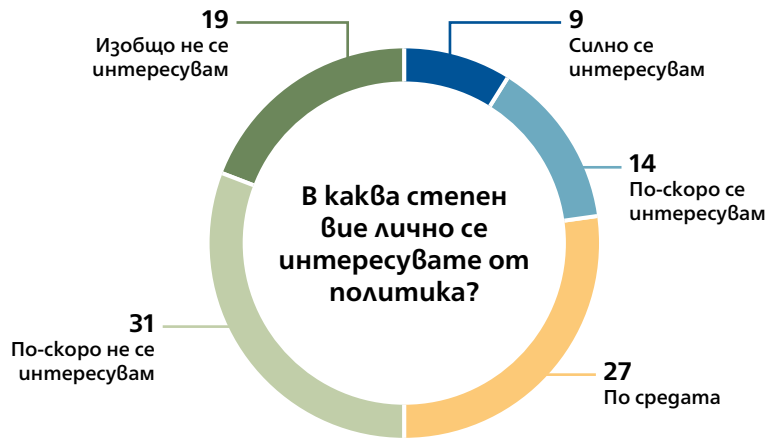 19
Изобщо не се
интересувам
9
Силно се
интересувам
14
По-скоро се
интересувам
В каква степен
вие лично се
интересувате от
политика?
31
По-скоро не се
интересувам
27
По средата